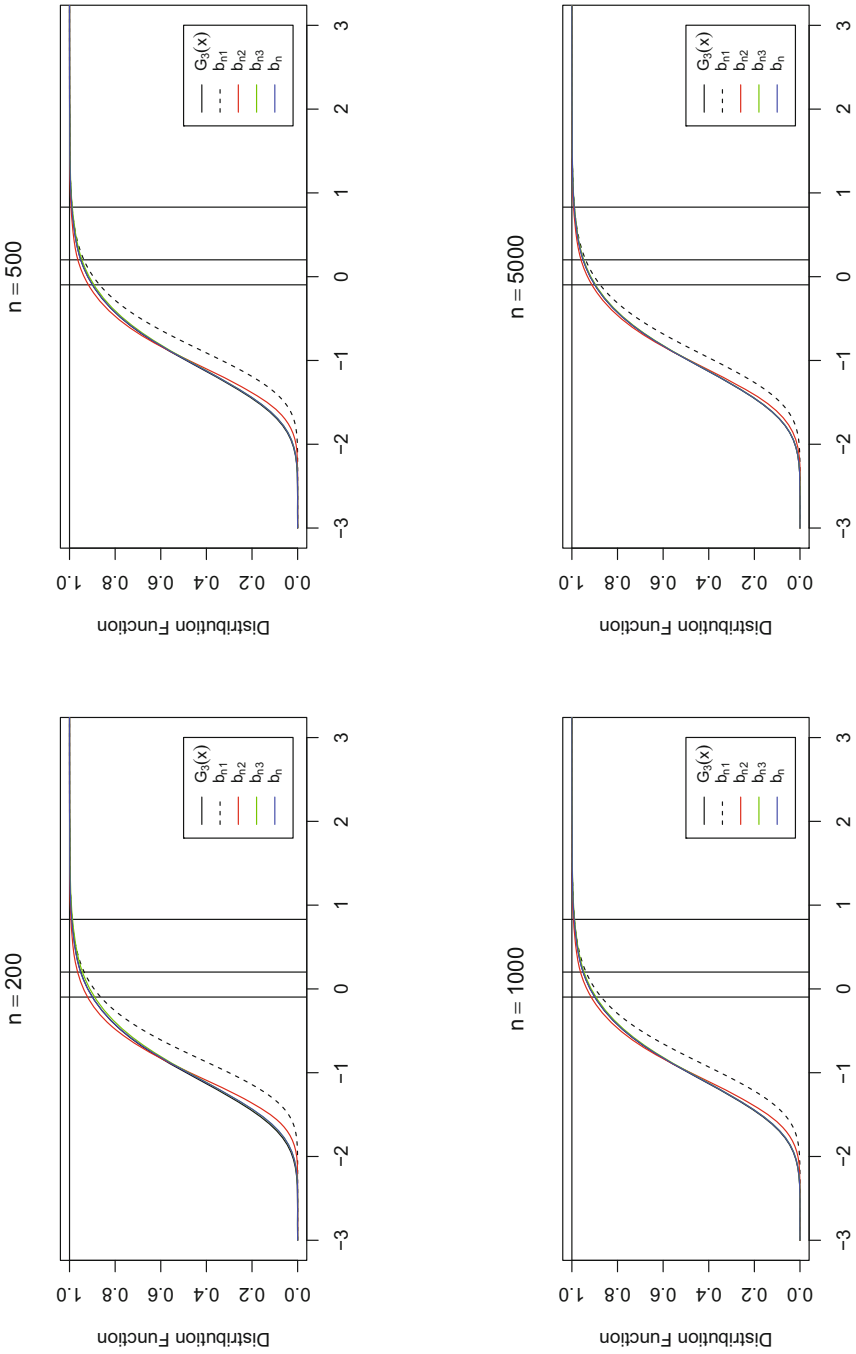 n = 200
Distribution Function
0.0 0.2 0.4 0.6 0.8 1.0
−3 −2 −1 0 1 2 3
G₃(x)
bₙ₁
bₙ₂
bₙ₃
bₙ
n = 500
Distribution Function
0.0 0.2 0.4 0.6 0.8 1.0
−3 −2 −1 0 1 2 3
G₃(x)
bₙ₁
bₙ₂
bₙ₃
bₙ
n = 1000
Distribution Function
0.0 0.2 0.4 0.6 0.8 1.0
−3 −2 −1 0 1 2 3
G₃(x)
bₙ₁
bₙ₂
bₙ₃
bₙ
n = 5000
Distribution Function
0.0 0.2 0.4 0.6 0.8 1.0
−3 −2 −1 0 1 2 3
G₃(x)
bₙ₁
bₙ₂
bₙ₃
bₙ